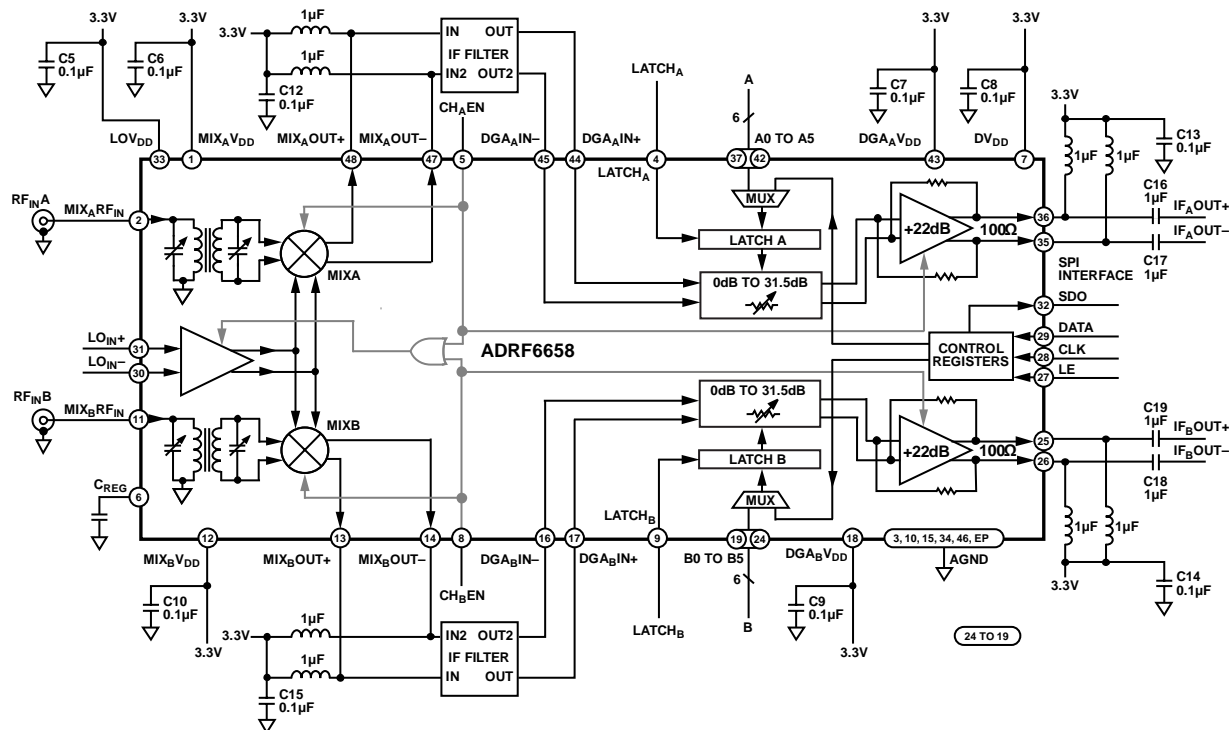 3.3V
3.3V
1µF
3.3V
1µF
C12
0.1µF
C5
0.1µF
C6
0.1µF
IN OUT
IF FILTER
IN2 OUT2
CHAEN
LATCHA
A
6
A0 TO A5
3.3V
3.3V
C7
0.1µF
C8
0.1µF
3.3V
C13
0.1µF
1µF
1µF
LOVDD
MIXAVDD
MIXAOUT+
MIXAOUT–
DGAAIN–
DGAAIN+
LATCHA
DGAAVDD
DVDD
33
1
48
47
5
45
44
4
37
42
43
7
RFINA
MIXARFIN
2
MIXA
MUX
LATCH A
0dB TO 31.5dB
+22dB
100Ω
36
35
C16
1µF
IFAOUT+
IFAOUT–
C17
1µF
SPI
INTERFACE
32
SDO
29
DATA
28
CLK
27
LE
CONTROL
REGISTERS
LOIN+
31
LOIN–
30
ADRF6658
RFINB
MIXBRFIN
11
MIXB
0dB TO 31.5dB
LATCH B
MUX
+22dB
100Ω
25
26
C19
1µF
IFBOUT+
IFBOUT–
C18
1µF
CREG
6
LATCHB
12
13
14
8
16
17
9
19
24
18
3, 10, 15, 34, 46, EP
AGND
MIXBVDD
MIXBOUT+
MIXBOUT–
DGABIN–
DGABIN+
B0 TO B5
DGABVDD
1µF
1µF
3.3V
C14
0.1µF
C10
0.1µF
3.3V
3.3V
1µF
1µF
C15
0.1µF
CHBEN
IN2 OUT2
IF FILTER
IN OUT
LATCHB
6
B
C9
0.1µF
3.3V
24 TO 19